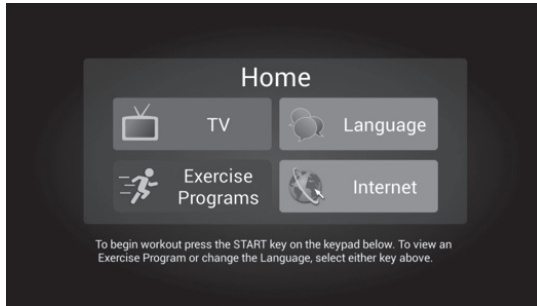 Home
TV
Language
Exercise
Programs
Internet
To begin workout press the START key on the keypad below. To view an
Exercise Program or change the Language, select either key above.